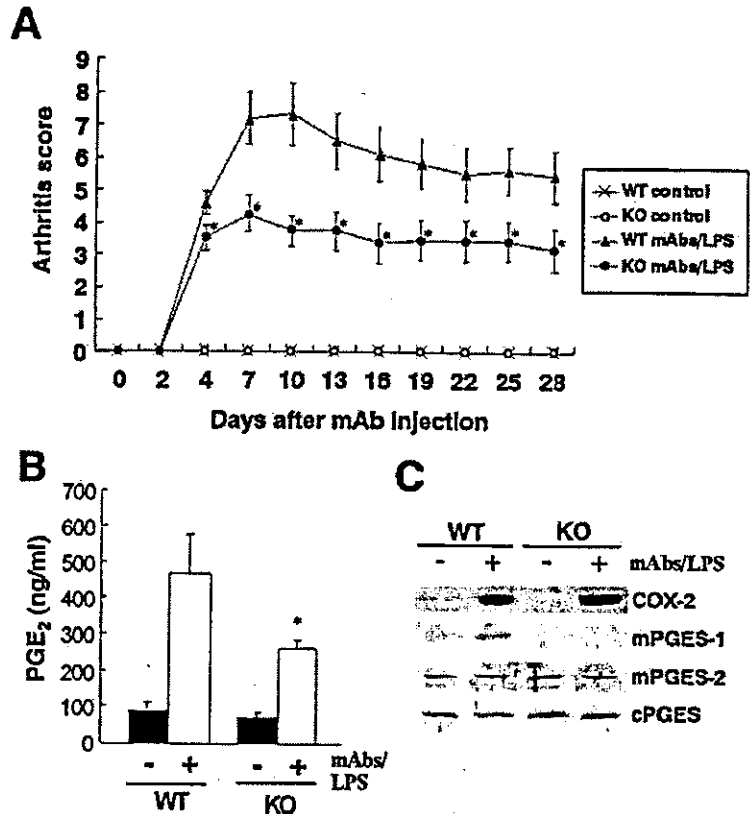 A
Arthritis score
9
8
7
6
5
4
3
2
1
0
0 2 4 7 10 13 16 19 22 25 28
Days after mAb injection
WT control
KO control
WT mAbs/LPS
KO mAbs/LPS
* * * * * * * * *
B
PGE2 (ng/ml)
700
600
500
400
300
200
100
0
*
- + - + mAbs/
LPS
WT KO
C
WT KO
- + - + mAbs/LPS
COX-2
mPGES-1
mPGES-2
cPGES